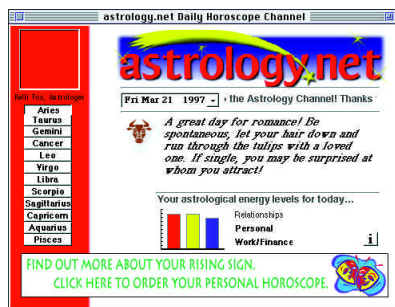 astrology.net Daily Horoscope Channel
astrology.net
Kelli Fox, Astrologer
Fri Mar 21 1997
the Astrology Channel! Thanks
Aries
Taurus
Gemini
Cancer
Leo
Virgo
Libra
Scorpio
Sagittarius
Capricorn
Aquarius
Pisces
A great day for romance! Be
spontaneous, let your hair down and
run through the tulips with a loved
one. If single, you may be surprised at
whom you attract!
Your astrological energy levels for today...
Relationships
Personal
Work/Finance
i
FIND OUT MORE ABOUT YOUR RISING SIGN.
CLICK HERE TO ORDER YOUR PERSONAL HOROSCOPE.